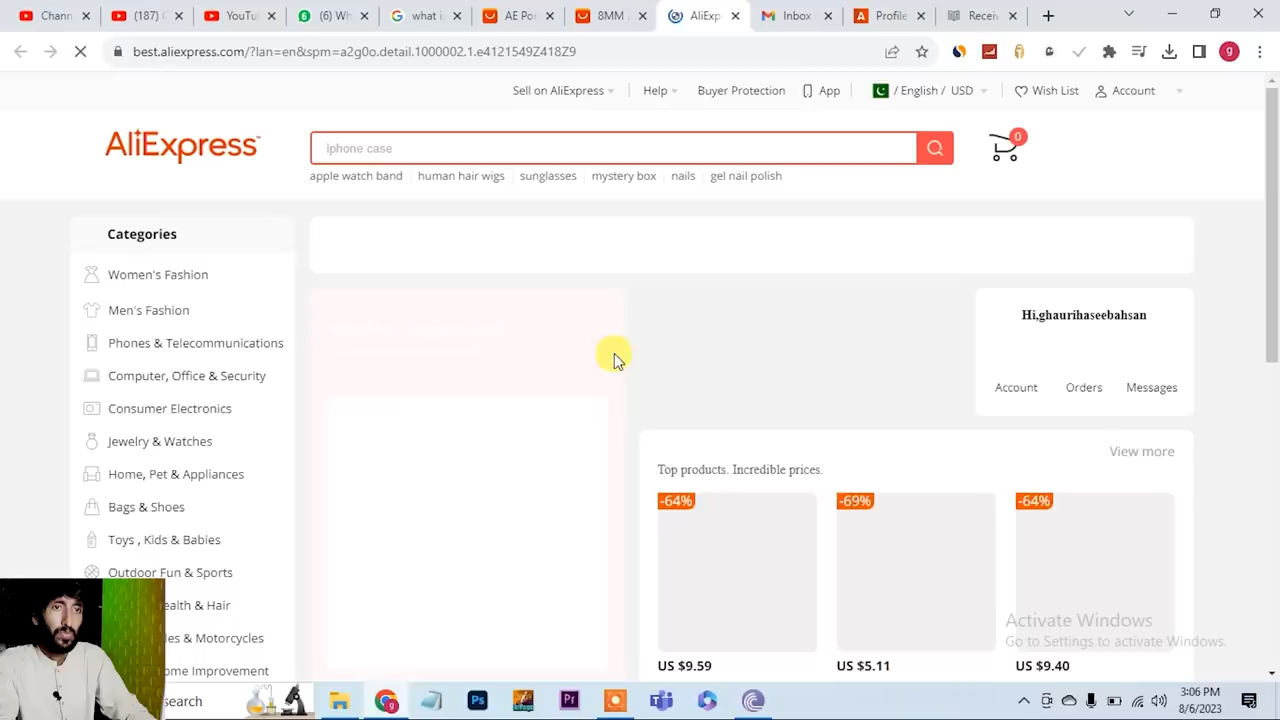 Chann
(187) (
YouTu
(6) Wh
what i
AE Po
8MM
AliExp
Inbox
Profile
Recei
best.aliexpress.com/?lan=en&spm=a2g0o.detail.1000002.1.e4121549Z418Z9
g
Sell on AliExpress
Help
Buyer Protection
App
/ English / USD
Wish List
Account
AliExpress
iphone case
0
apple watch band
human hair wigs
sunglasses
mystery box
nails
gel nail polish
Categories
Women's Fashion
Men's Fashion
Phones & Telecommunications
Computer, Office & Security
Consumer Electronics
Jewelry & Watches
Home, Pet & Appliances
Bags & Shoes
Toys , Kids & Babies
Outdoor Fun & Sports
ealth & Hair
les & Motorcycles
ome Improvement
Hi,ghaurihaseebahsan
Account
Orders
Messages
View more
Top products. Incredible prices.
-64%
-69%
-64%
US $9.59
US $5.11
US $9.40
Activate Windows
Go to Settings to activate Windows.
search
Ps
Pr
3:06 PM
8/6/2023